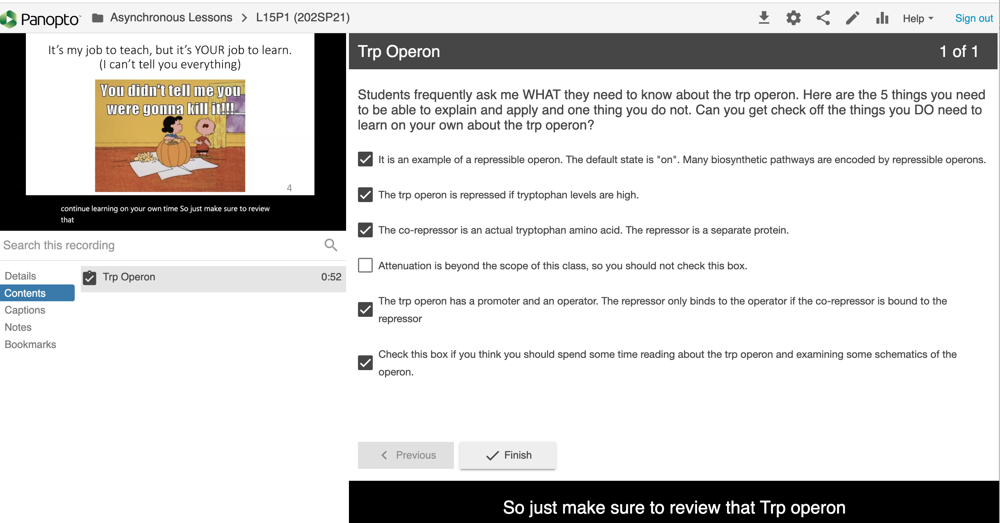 Panopto™ Asynchronous Lessons > L15P1 (202SP21) Help Sign out
It's my job to teach, but it's YOUR job to learn.
(I can't tell you everything)
You didn't tell me you
were gonna kill it!!!
4
continue learning on your own time So just make sure to review
that
Search this recording
Details
Contents
Captions
Notes
Bookmarks
Trp Operon 0:52
Trp Operon 1 of 1
Students frequently ask me WHAT they need to know about the trp operon. Here are the 5 things you need
to be able to explain and apply and one thing you do not. Can you get check off the things you DO need to
learn on your own about the trp operon?
It is an example of a repressible operon. The default state is "on". Many biosynthetic pathways are encoded by repressible operons.
The trp operon is repressed if tryptophan levels are high.
The co-repressor is an actual tryptophan amino acid. The repressor is a separate protein.
Attenuation is beyond the scope of this class, so you should not check this box.
The trp operon has a promoter and an operator. The repressor only binds to the operator if the co-repressor is bound to the
repressor
Check this box if you think you should spend some time reading about the trp operon and examining some schematics of the
operon.
Previous
Finish
So just make sure to review that Trp operon